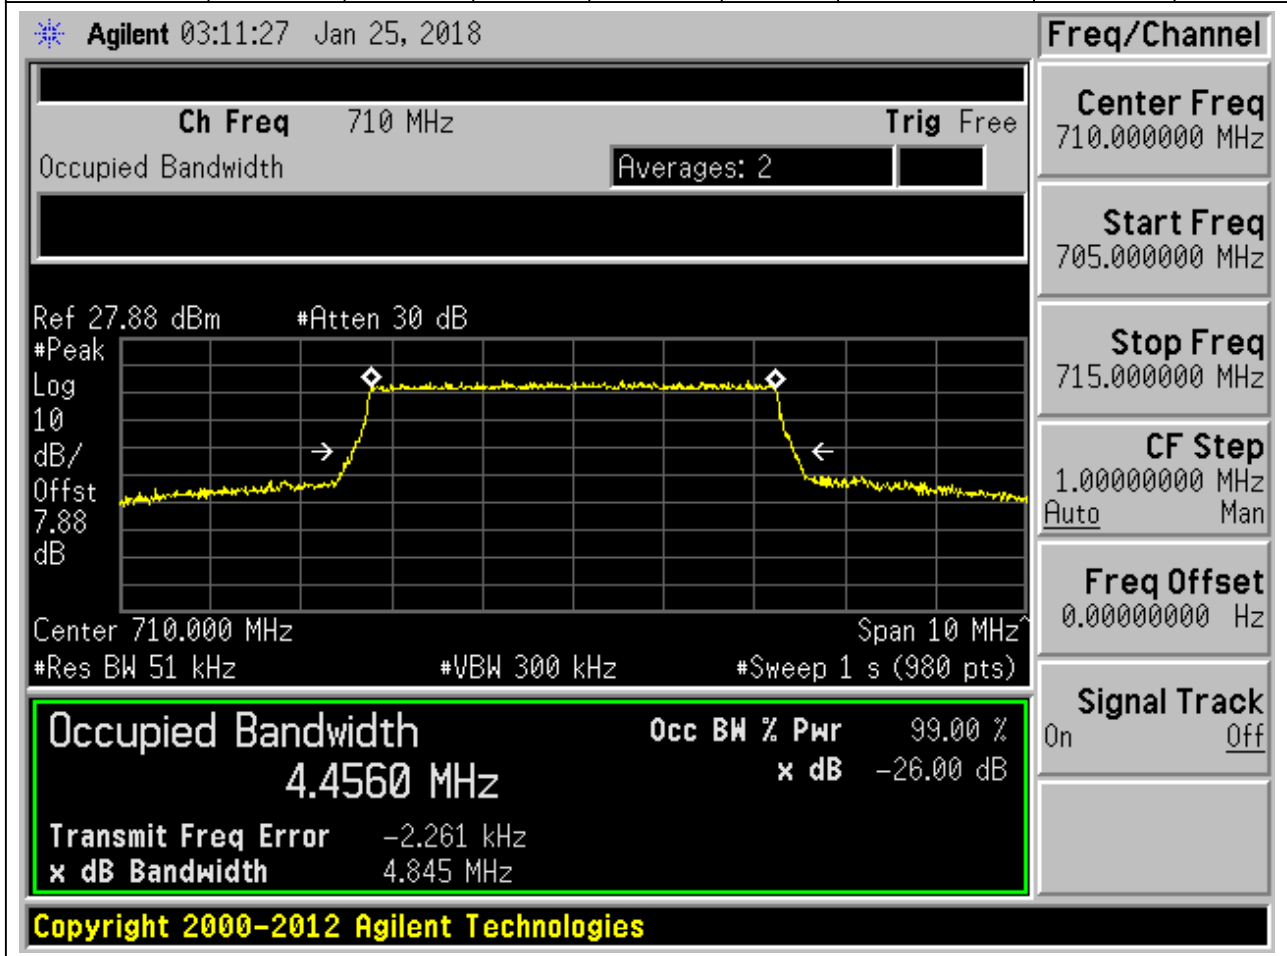 Agilent 03:11:27 Jan 25, 2018
Freq/Channel
Ch Freq 710 MHz Trig Free
Occupied Bandwidth Averages: 2
Center Freq
710.000000 MHz
Start Freq
705.000000 MHz
Stop Freq
715.000000 MHz
CF Step
1.00000000 MHz
Auto Man
Freq Offset
0.00000000 Hz
Signal Track
On Off
Ref 27.88 dBm #Atten 30 dB
#Peak
Log
10
dB/
Offst
7.88
dB
Center 710.000 MHz Span 10 MHz^
#Res BW 51 kHz #VBW 300 kHz #Sweep 1 s (980 pts)
Occupied Bandwidth Occ BW % Pwr 99.00 %
4.4560 MHz x dB -26.00 dB
Transmit Freq Error -2.261 kHz
x dB Bandwidth 4.845 MHz
Copyright 2000-2012 Agilent Technologies